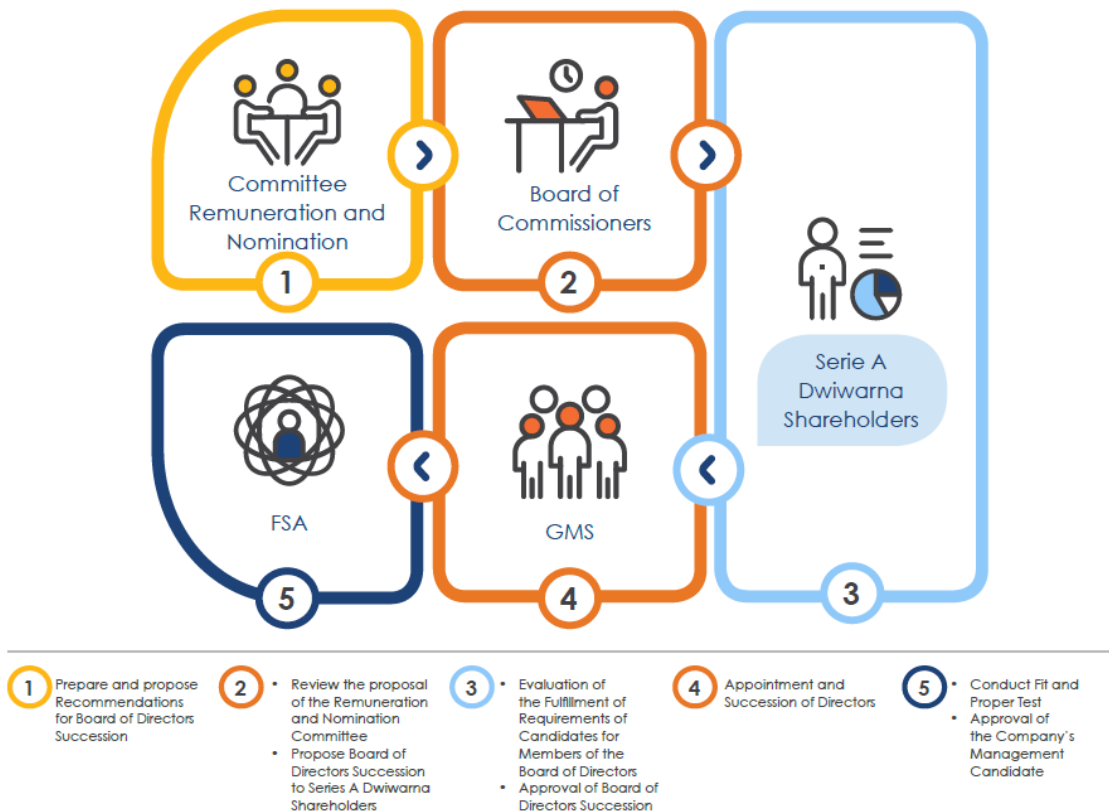 Committee
Remuneration and
Nomination
1
Board of
Commissioners
2
Serie A
Dwiwarna
Shareholders
3
GMS
4
FSA
5
1
Prepare and propose
Recommendations
for Board of Directors
Succession
2
• Review the proposal
of the Remuneration
and Nomination
Committee
• Propose Board of
Directors Succession
to Series A Dwiwarna
Shareholders
3
• Evaluation of
the Fulfillment of
Requirements of
Candidates for
Members of the
Board of Directors
• Approval of Board of
Directors Succession
4
Appointment and
Succession of Directors
5
• Conduct Fit and
Proper Test
• Approval of
the Company's
Management
Candidate